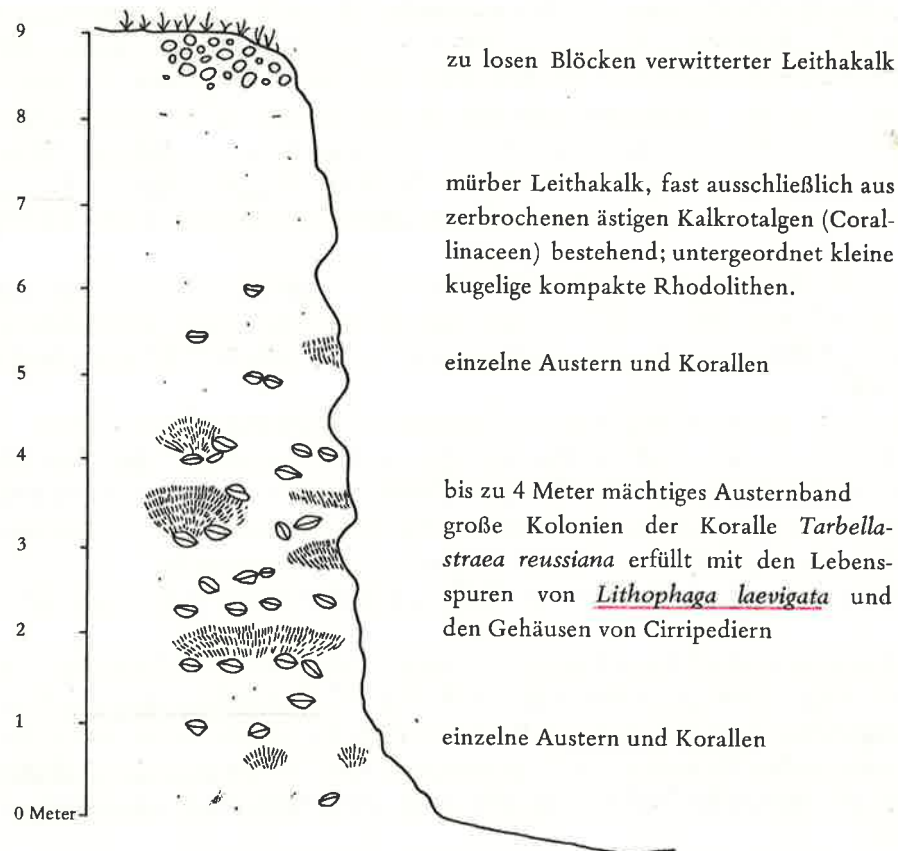 9
zu losen Blöcken verwitterter Leithakalk
8
mürber Leithakalk, fast ausschließlich aus
7
zerbrochenen ästigen Kalkrotalgen (Coral-
linaceen) bestehend; untergeordnet kleine
6
kugelige kompakte Rhodolithen.
5
einzelne Austern und Korallen
4
bis zu 4 Meter mächtiges Austernband
große Kolonien der Koralle Tarbella-
3
straea reussiana erfüllt mit den Lebens-
spuren von Lithophaga laevigata und
2
den Gehäusen von Cirripediern
1
einzelne Austern und Korallen
0 Meter